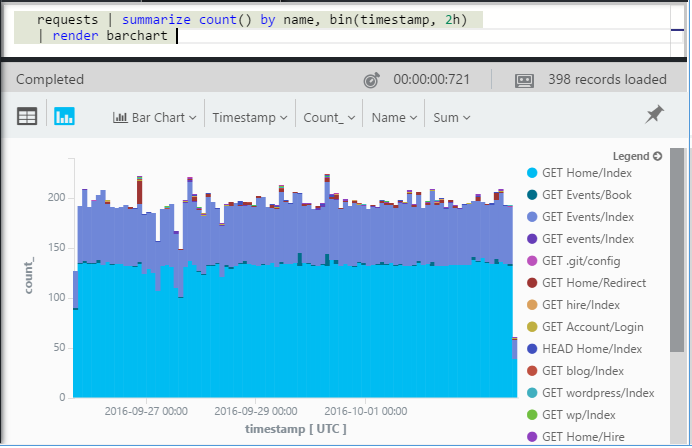 requests | summarize count() by name, bin(timestamp, 2h)
| render barchart
Completed
00:00:00:721
398 records loaded
Bar Chart
Timestamp
Count_
Name
Sum
Legend
GET Home/Index
GET Events/Book
GET Events/Index
GET events/Index
GET .git/config
GET Home/Redirect
GET hire/Index
GET Account/Login
HEAD Home/Index
GET blog/Index
GET wordpress/Index
GET wp/Index
GET Home/Hire
count_
200
150
100
50
0
2016-09-27 00:00
2016-09-29 00:00
2016-10-01 00:00
timestamp [ UTC ]